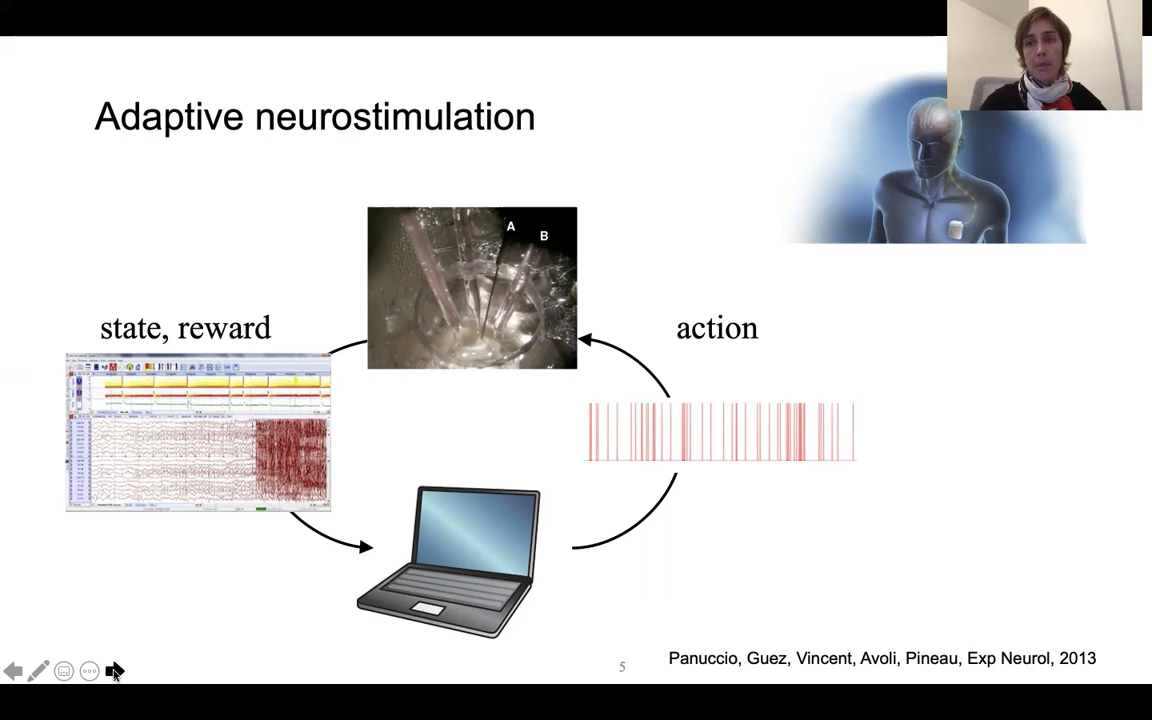 Adaptive neurostimulation
A
B
state, reward
action
5
Panuccio, Guez, Vincent, Avoli, Pineau, Exp Neurol, 2013